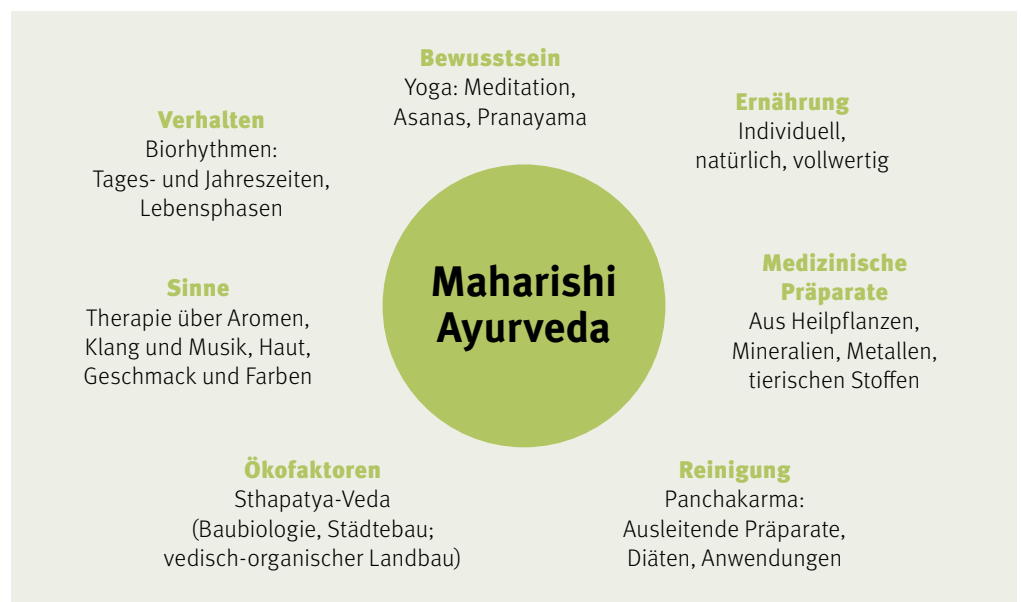 Bewusstsein
Yoga: Meditation,
Asanas, Pranayama
Ernährung
Individuell,
natürlich, vollwertig
Medizinische
Präparate
Aus Heilpflanzen,
Mineralien, Metallen,
tierischen Stoffen
Reinigung
Panchakarma:
Ausleitende Präparate,
Diäten, Anwendungen
Ökofaktoren
Sthapatya-Veda
(Baubiologie, Städtebau;
vedisch-organischer Landbau)
Sinne
Therapie über Aromen,
Klang und Musik, Haut,
Geschmack und Farben
Verhalten
Biorhythmen:
Tages- und Jahreszeiten,
Lebensphasen
Maharishi
Ayurveda